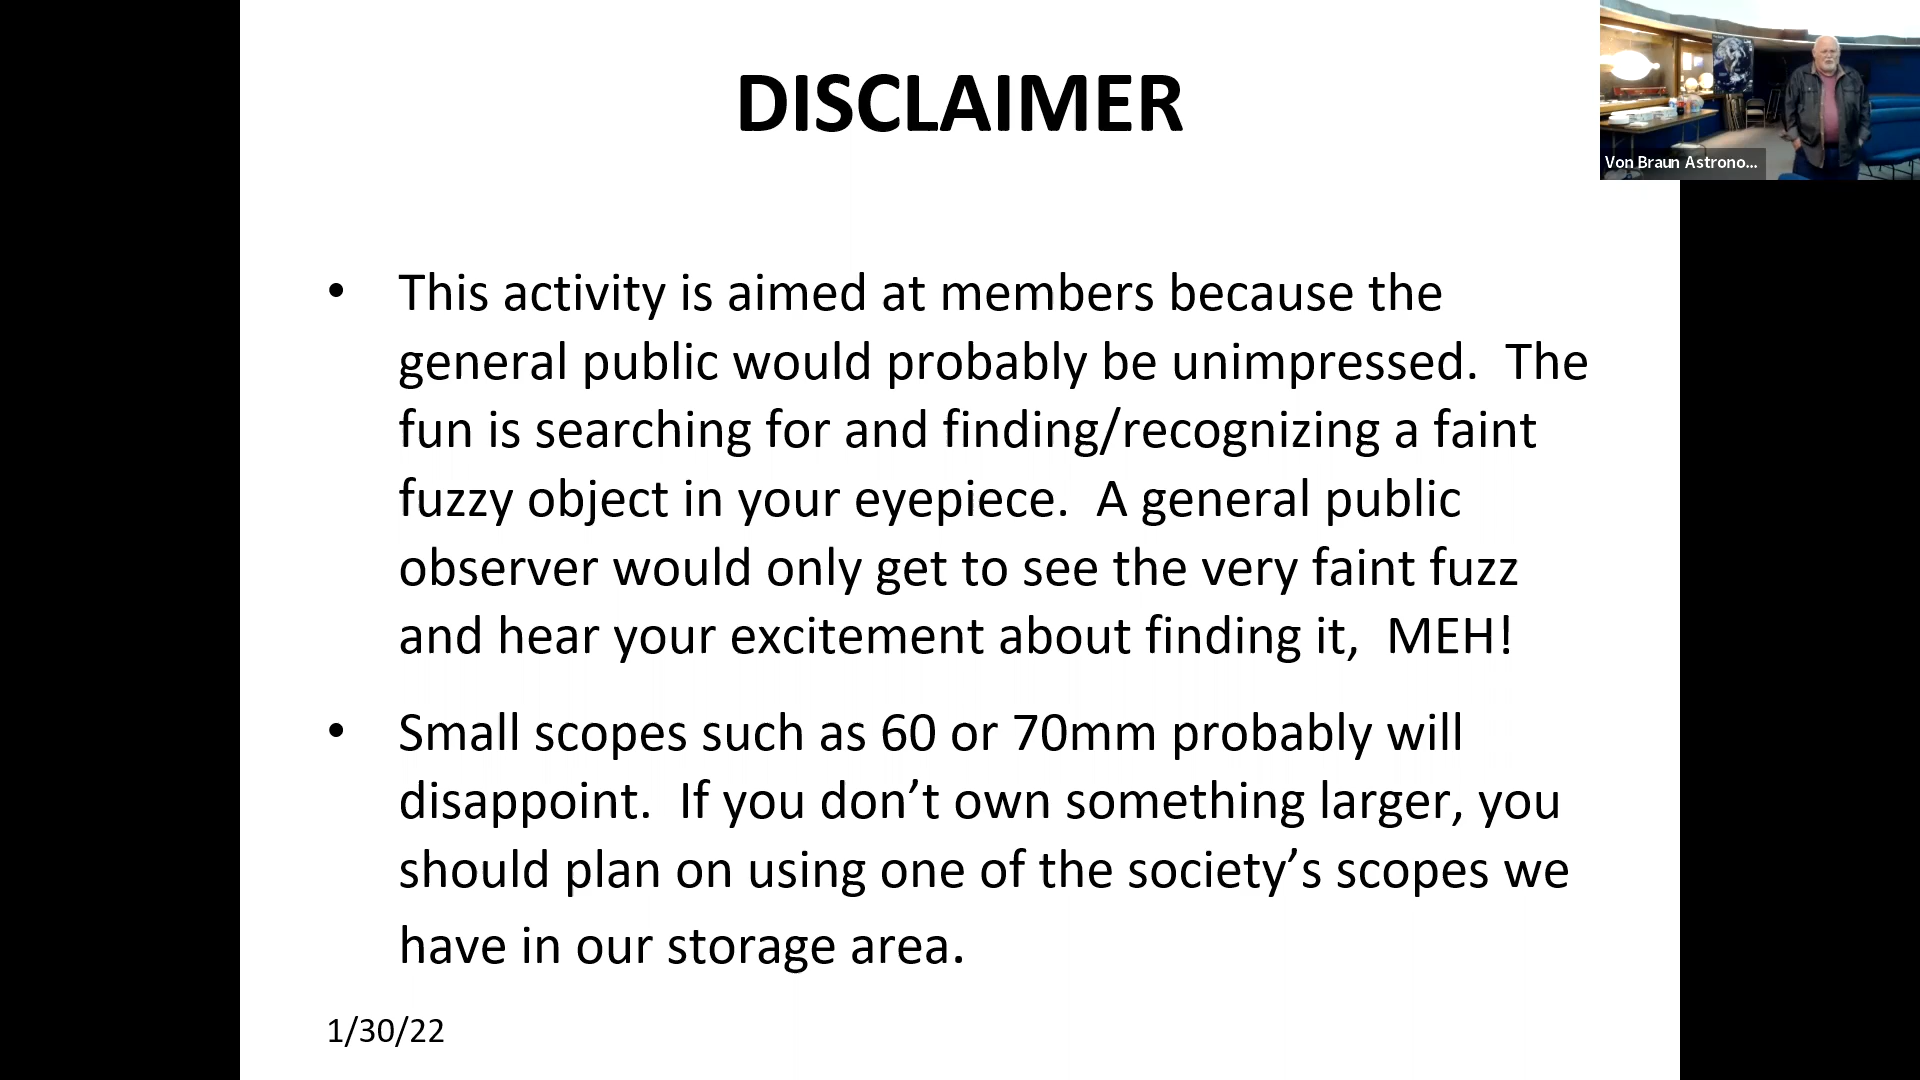 DISCLAIMER
Von Braun Astrono...
• This activity is aimed at members because the
general public would probably be unimpressed.  The
fun is searching for and finding/recognizing a faint
fuzzy object in your eyepiece.  A general public
observer would only get to see the very faint fuzz
and hear your excitement about finding it,  MEH!
• Small scopes such as 60 or 70mm probably will
disappoint.  If you don’t own something larger, you
should plan on using one of the society’s scopes we
have in our storage area.
1/30/22